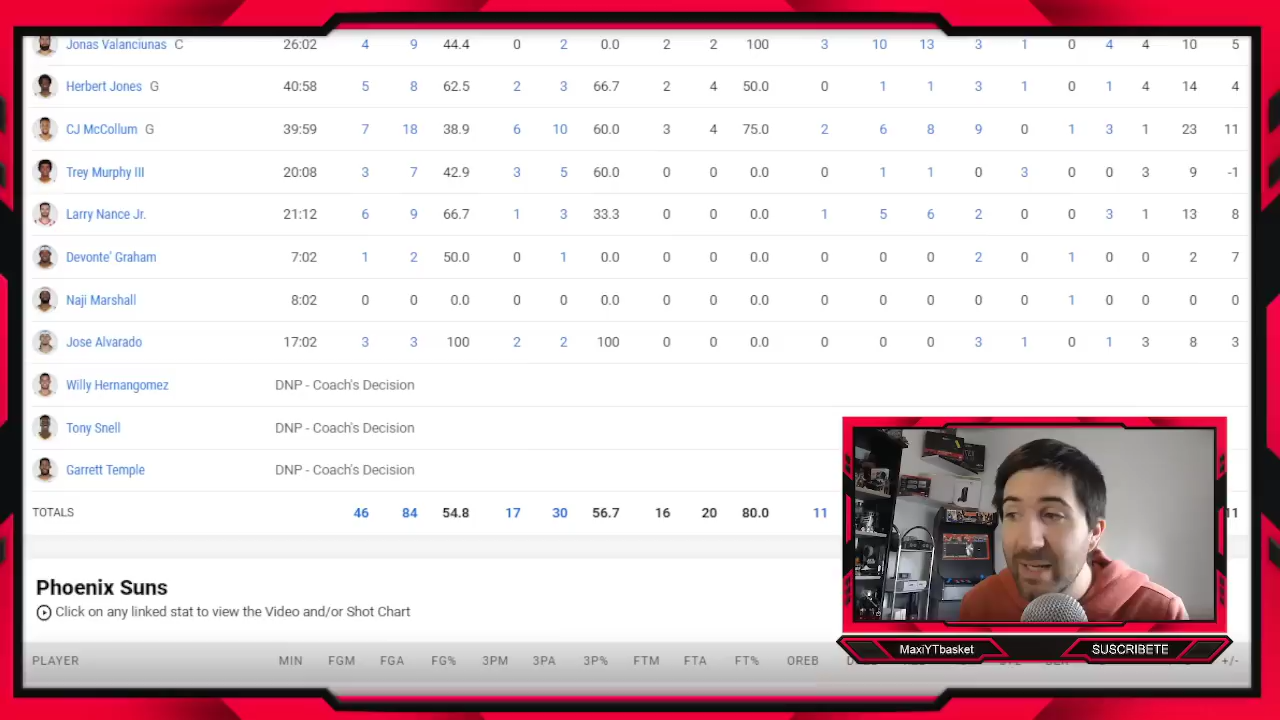 Jonas Valanciunas C 26:02 4 9 44.4 0 2 0.0 2 2 100 3 10 13 3 1 0 4 4 10 5
Herbert Jones G 40:58 5 8 62.5 2 3 66.7 2 4 50.0 0 1 1 3 1 0 1 4 14 4
CJ McCollum G 39:59 7 18 38.9 6 10 60.0 3 4 75.0 2 6 8 9 0 1 3 1 23 11
Trey Murphy III 20:08 3 7 42.9 3 5 60.0 0 0 0.0 0 1 1 0 3 0 0 3 9 -1
Larry Nance Jr. 21:12 6 9 66.7 1 3 33.3 0 0 0.0 1 5 6 2 0 0 3 1 13 8
Devonte' Graham 7:02 1 2 50.0 0 1 0.0 0 0 0.0 0 0 0 2 0 1 0 0 2 7
Naji Marshall 8:02 0 0 0.0 0 0 0.0 0 0 0.0 0 0 0 0 0 1 0 0 0 0
Jose Alvarado 17:02 3 3 100 2 2 100 0 0 0.0 0 0 0 3 1 0 1 3 8 3
Willy Hernangomez DNP - Coach's Decision
Tony Snell DNP - Coach's Decision
Garrett Temple DNP - Coach's Decision
TOTALS 46 84 54.8 17 30 56.7 16 20 80.0 11 11
Phoenix Suns
Click on any linked stat to view the Video and/or Shot Chart
PLAYER MIN FGM FGA FG% 3PM 3PA 3P% FTM FTA FT% OREB +/-
MaxiYTbasket SUSCRIBETE